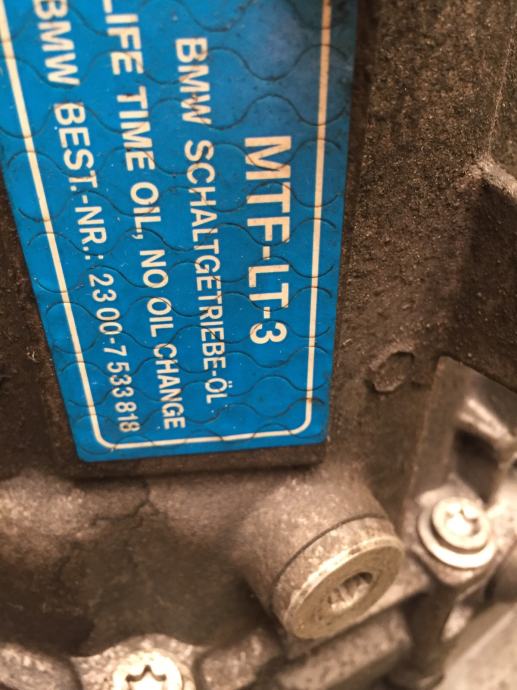 MTF-LT-3
BMW SCHALTGETRIEBE-ÖL
LIFE TIME OIL, NO OIL CHANGE
BMW BEST.-NR.: 23 00-7 533 818